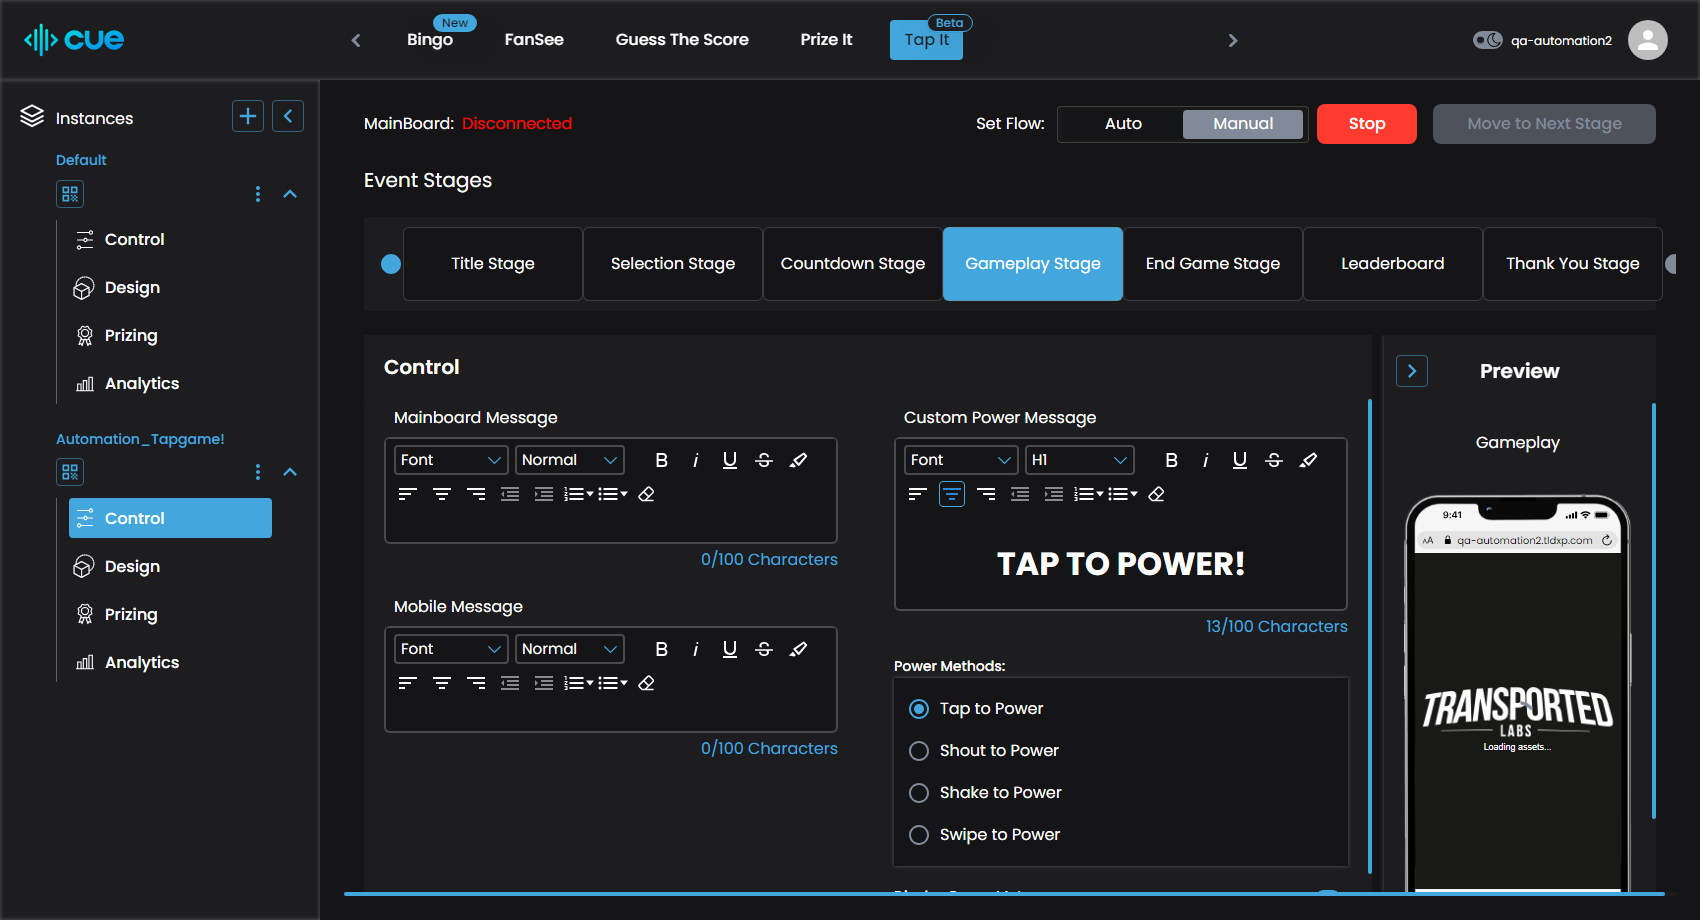 cue
New
Bingo
FanSee
Guess The Score
Prize It
Beta
Tap It
qa-automation2
Instances
Default
Control
Design
Prizing
Analytics
Automation_Tapgame!
Control
Design
Prizing
Analytics
MainBoard: Disconnected
Set Flow:
Auto
Manual
Stop
Move to Next Stage
Event Stages
Title Stage
Selection Stage
Countdown Stage
Gameplay Stage
End Game Stage
Leaderboard
Thank You Stage
Control
Mainboard Message
Font
Normal
B i U S
0/100 Characters
Mobile Message
Font
Normal
B i U S
0/100 Characters
Custom Power Message
Font
H1
B i U S
TAP TO POWER!
13/100 Characters
Power Methods:
Tap to Power
Shout to Power
Shake to Power
Swipe to Power
Preview
Gameplay
9:41
AA qa-automation2.tldxp.com
TRANSPORTED
LABS
Loading assets...